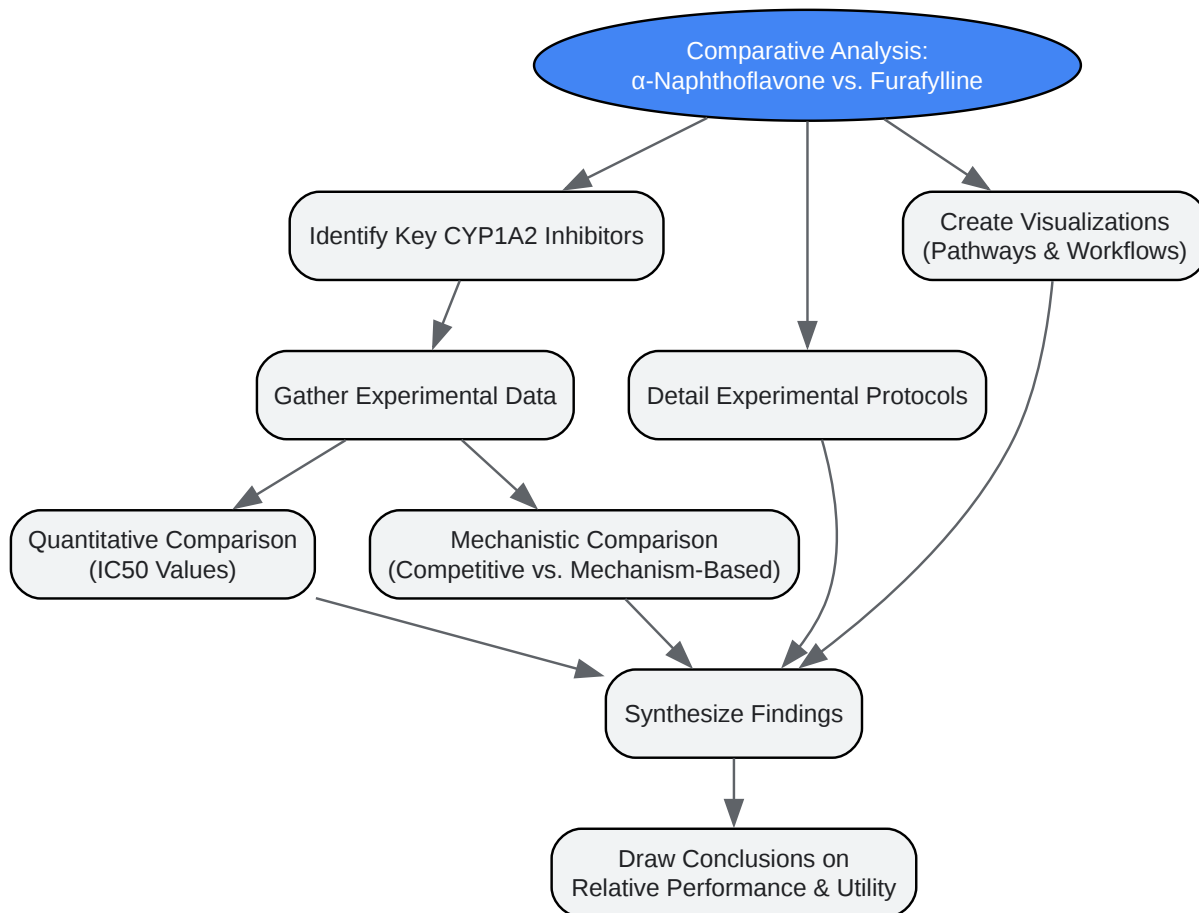 Comparative Analysis:
α-Naphthoflavone vs. Furafylline
Identify Key CYP1A2 Inhibitors
Create Visualizations
(Pathways & Workflows)
Gather Experimental Data
Detail Experimental Protocols
Quantitative Comparison
(IC50 Values)
Mechanistic Comparison
(Competitive vs. Mechanism-Based)
Synthesize Findings
Draw Conclusions on
Relative Performance & Utility